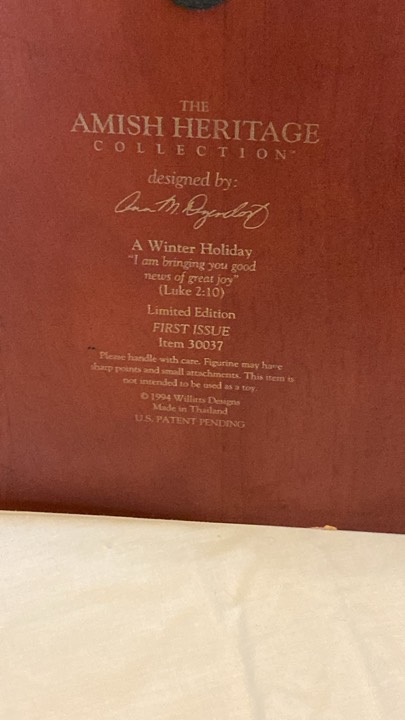 THE
AMISH HERITAGE
COLLECTION™
designed by:
A Winter Holiday
"I am bringing you good
news of great joy"
(Luke 2:10)
Limited Edition
FIRST ISSUE
Item 30037
Please handle with care. Figurine may have
sharp points and small attachments. This item is
not intended to be used as a toy.
© 1994 Willitts Designs
Made in Thailand
U.S. PATENT PENDING